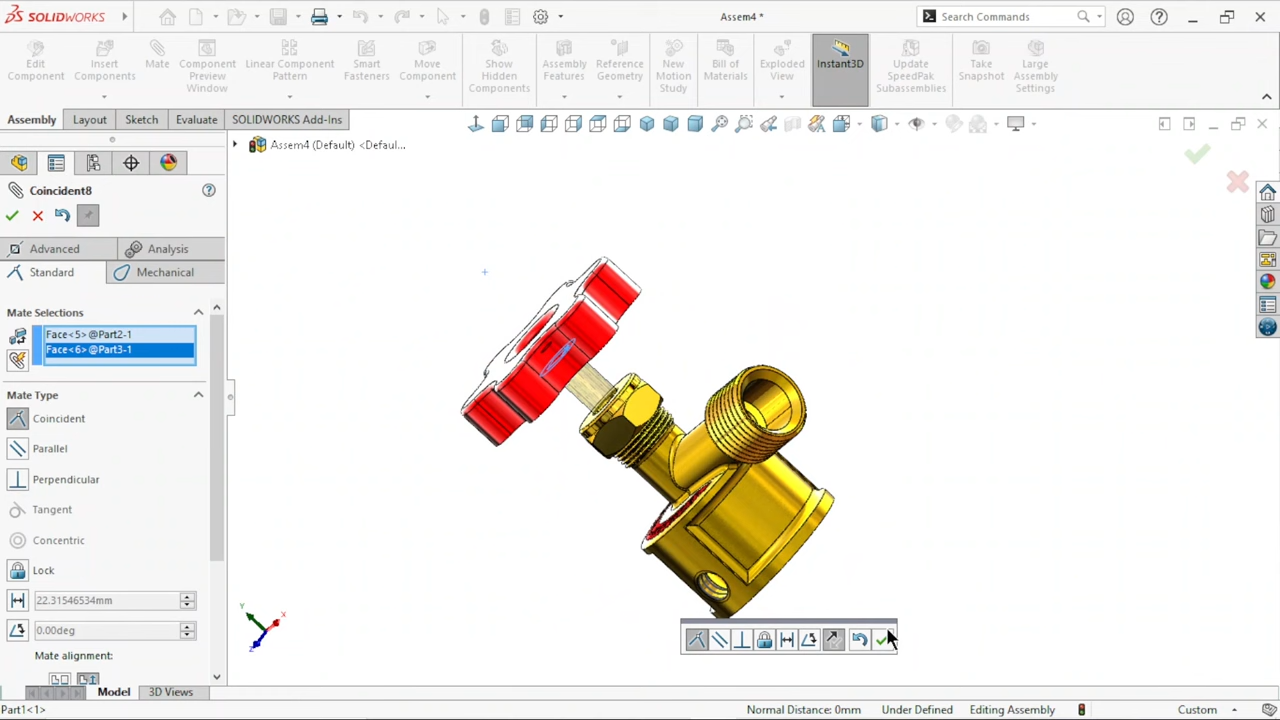 SOLIDWORKS
Assem4 *
Search Commands
Edit Component
Insert Components
Mate
Component Preview Window
Linear Component Pattern
Smart Fasteners
Move Component
Show Hidden Components
Assembly Features
Reference Geometry
New Motion Study
Bill of Materials
Exploded View
Instant3D
Update SpeedPak Subassemblies
Take Snapshot
Large Assembly Settings
Assembly
Layout
Sketch
Evaluate
SOLIDWORKS Add-Ins
Assem4 (Default) <Defaul...
Coincident8
Advanced
Analysis
Standard
Mechanical
Mate Selections
Face<5>@Part2-1
Face<6>@Part3-1
Mate Type
Coincident
Parallel
Perpendicular
Tangent
Concentric
Lock
22.31546534mm
0.00deg
Mate alignment:
Y
X
Z
Model
3D Views
Part1<1>
Normal Distance: 0mm
Under Defined
Editing Assembly
Custom